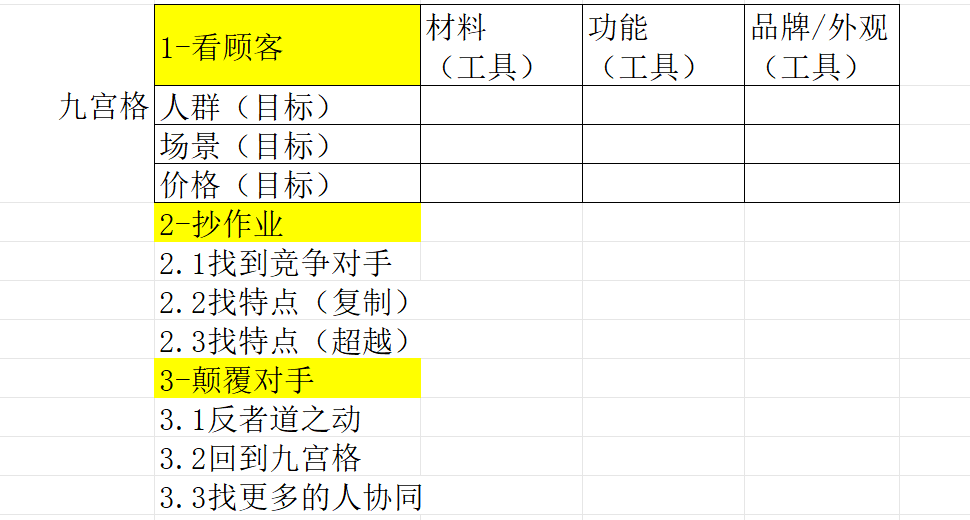 1-看顾客
材料
（工具）
功能
（工具）
品牌/外观
（工具）
九宫格
人群（目标）
场景（目标）
价格（目标）
2-抄作业
2.1找到竞争对手
2.2找特点（复制）
2.3找特点（超越）
3-颠覆对手
3.1反者道之动
3.2回到九宫格
3.3找更多的人协同